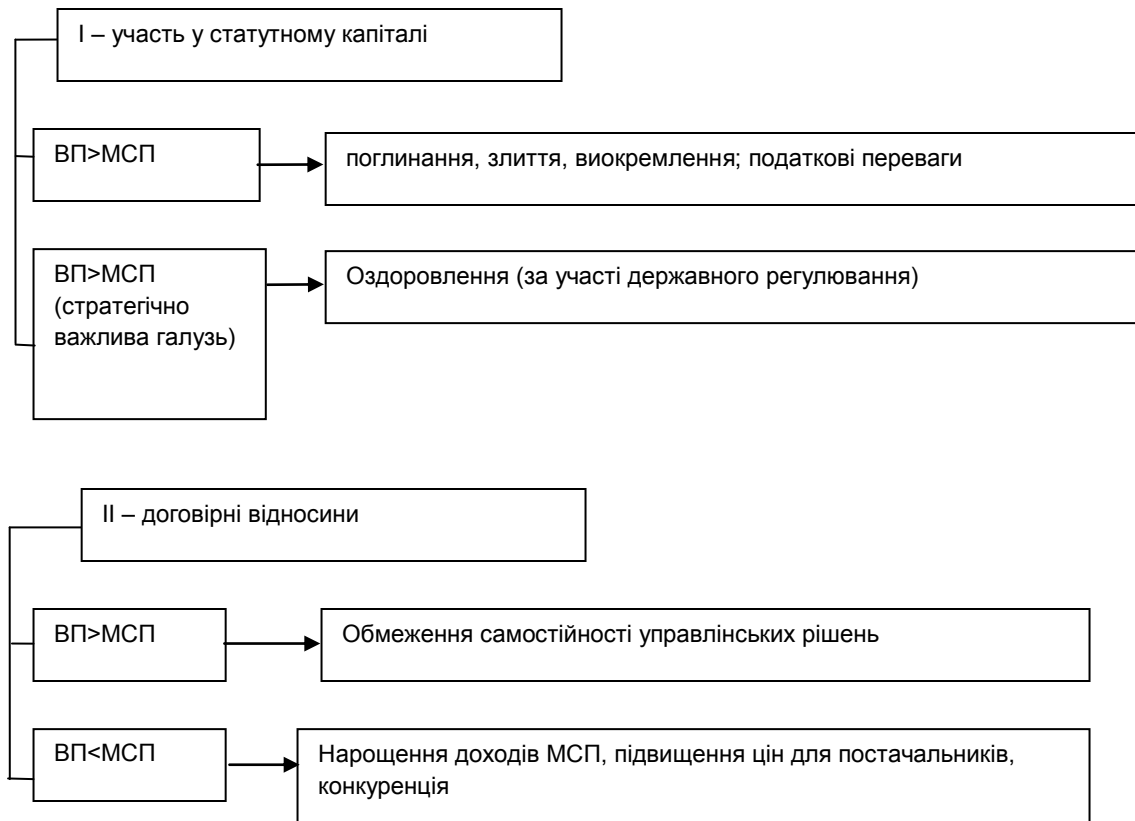 І – участь у статутному капіталі
ВП>МСП
поглинання, злиття, виокремлення; податкові переваги
ВП>МСП
(стратегічно
важлива галузь)
Оздоровлення (за участі державного регулювання)
ІІ – договірні відносини
ВП>МСП
Обмеження самостійності управлінських рішень
ВП<МСП
Нарощення доходів МСП, підвищення цін для постачальників,
конкуренція